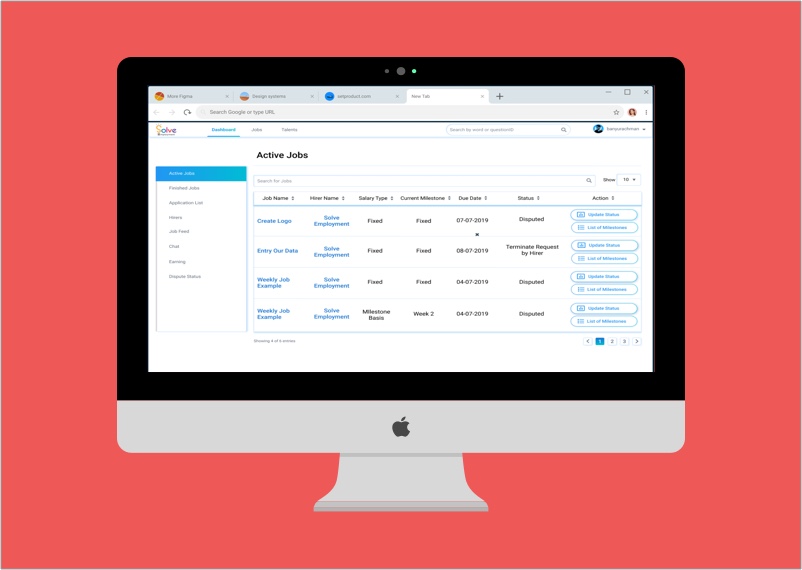 More Figma
Design systems
setproduct.com
New Tab
Search Google or type URL
Solve
Dashboard
Jobs
Talents
Search by word or questionID
Active Jobs
Active Jobs
Finished Jobs
Application List
Hirers
Job Feed
Chat
Earning
Dispute Status
Search for Jobs
Show
10
Job Name
Hirer Name
Salary Type
Current Milestone
Due Date
Status
Action
Create Logo
Solve
Employment
Fixed
Fixed
07-07-2019
Disputed
Update Status
List of Milestones
Entry Our Data
Solve
Employment
Fixed
Fixed
08-07-2019
Terminate Request
by Hirer
Update Status
List of Milestones
Weekly Job
Example
Solve
Employment
Fixed
Fixed
04-07-2019
Disputed
Update Status
List of Milestones
Weekly Job
Example
Solve
Employment
Milestone
Basis
Week 2
04-07-2019
Disputed
Update Status
List of Milestones
Showing 4 of 6 entries
1
2
3